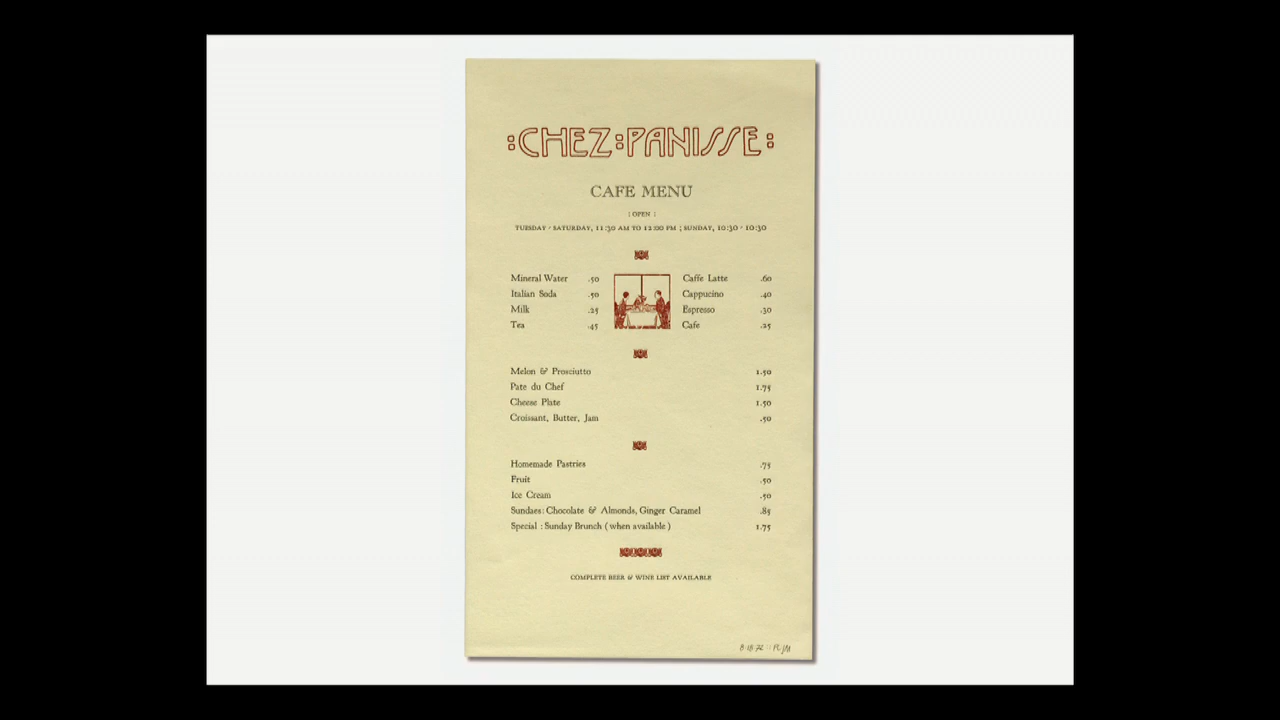 :CHEZ:PANISSE:
CAFE MENU
: OPEN :
TUESDAY - SATURDAY, 11:30 AM TO 12:00 PM ; SUNDAY, 10:30 - 10:30
Mineral Water .50
Italian Soda .50
Milk .25
Tea .45
Caffe Latte .60
Cappucino .40
Espresso .30
Cafe .25
Melon & Prosciutto 1.50
Pate du Chef 1.75
Cheese Plate 1.50
Croissant, Butter, Jam .50
Homemade Pastries .75
Fruit .50
Ice Cream .50
Sundaes: Chocolate & Almonds, Ginger Caramel .85
Special : Sunday Brunch ( when available ) 1.75
COMPLETE BEER & WINE LIST AVAILABLE